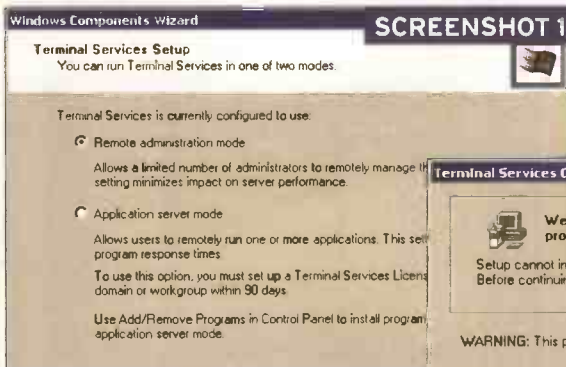 Windows Components Wizard
SCREENSHOT 1
Terminal Services Setup
You can run Terminal Services in one of two modes.
Terminal Services is currently configured to use:
Remote administration mode
Allows a limited number of administrators to remotely manage
setting minimizes impact on server performance.
Application server mode
Allows users to remotely run one or more applications. This
program response times.
To use this option, you must set up a Terminal Services
domain or workgroup within 90 days.
Use Add/Remove Programs in Control Panel to install
application server mode.
Terminal Services
Setup cannot
Before
WARNING: This